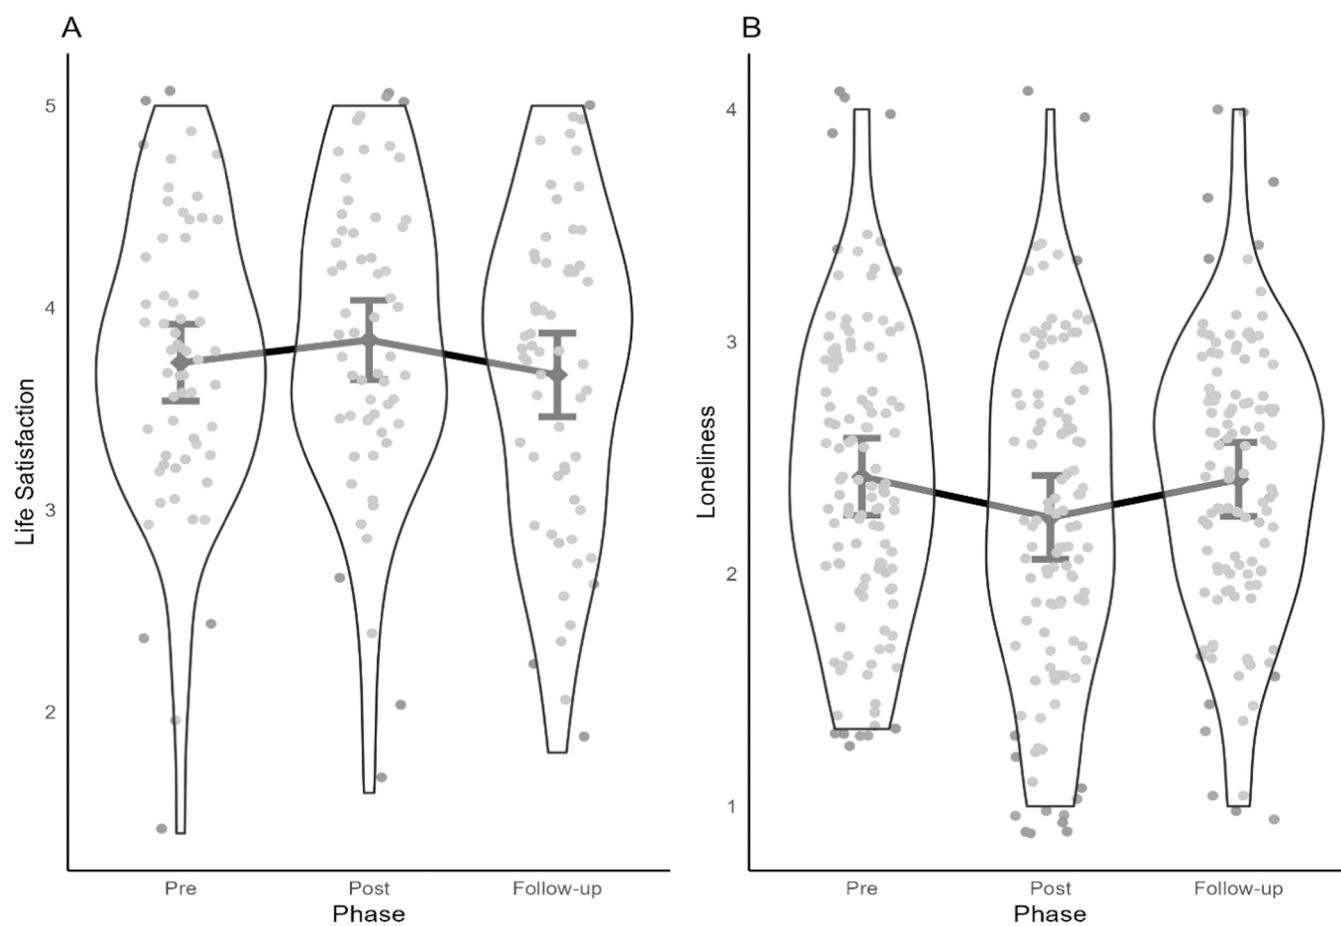 A
Life Satisfaction
5
4
3
2
Pre Post Follow-up
Phase
B
Loneliness
4
3
2
1
Pre Post Follow-up
Phase